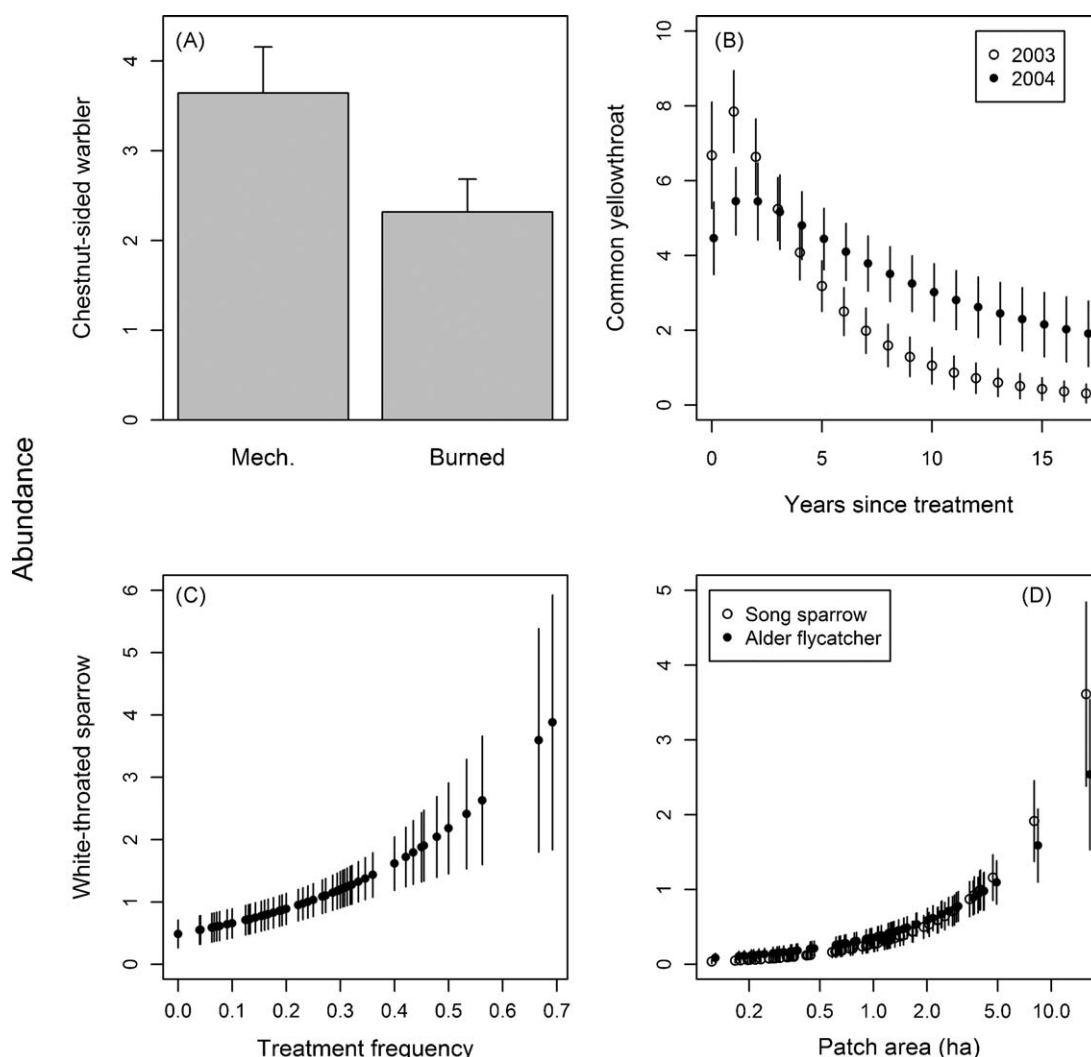 Abundance
(A)
Chestnut-sided warbler
4
3
2
1
0
Mech. Burned
(B)
2003
2004
Common yellowthroat
10
8
6
4
2
0
0 5 10 15
Years since treatment
(C)
White-throated sparrow
6
5
4
3
2
1
0
0.0 0.1 0.2 0.3 0.4 0.5 0.6 0.7
Treatment frequency
Song sparrow
Alder flycatcher
(D)
5
4
3
2
1
0
0.2 0.5 1.0 2.0 5.0 10.0
Patch area (ha)